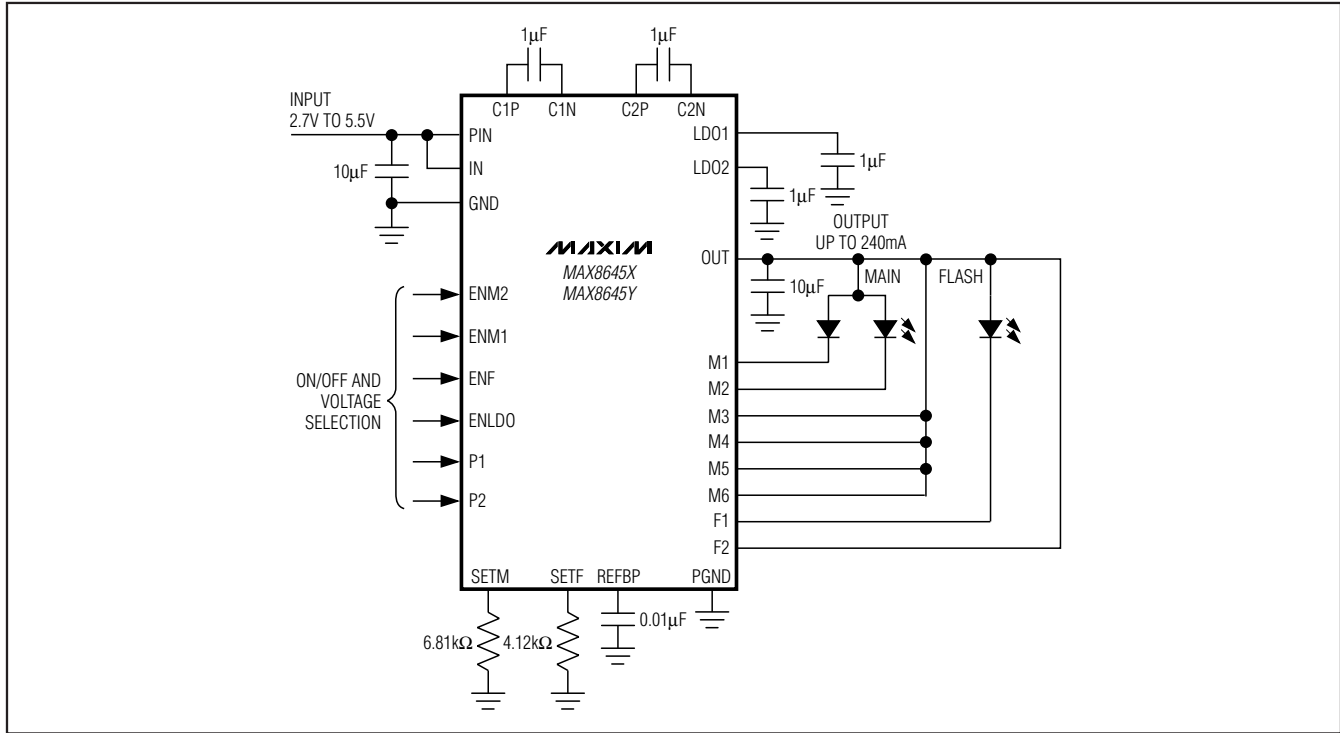 1µF
1µF
INPUT
2.7V TO 5.5V
C1P
C1N
C2P
C2N
PIN
LDO1
10µF
IN
1µF
LDO2
GND
1µF
OUTPUT
UP TO 240mA
MAXIM
MAX8645X
MAX8645Y
OUT
MAIN
FLASH
10µF
ENM2
ENM1
M1
ON/OFF AND
VOLTAGE
SELECTION
ENF
M2
ENLDO
M3
M4
P1
M5
P2
M6
F1
F2
SETM
SETF
REFBP
PGND
0.01µF
6.81kΩ
4.12kΩ